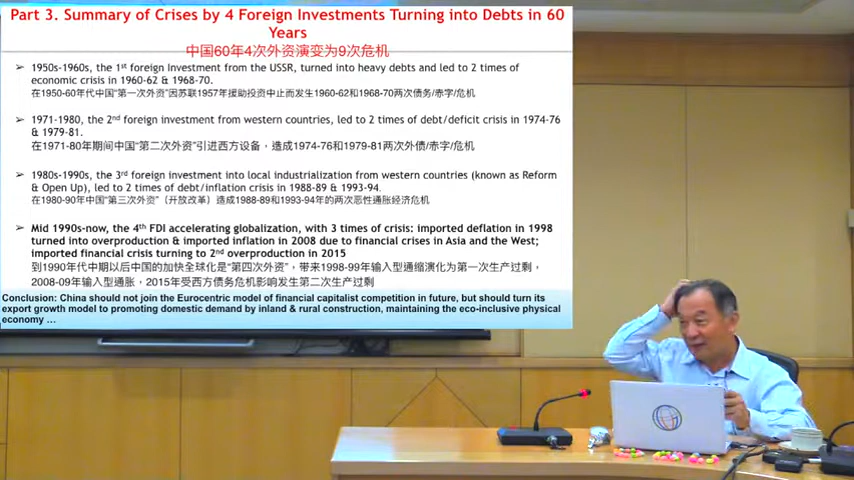 Part 3. Summary of Crises by 4 Foreign Investments Turning into Debts in 60
Years
中国60年4次外资演变为9次危机
➢ 1950s-1960s, the 1st foreign Investment from the USSR, turned into heavy debts and led to 2 times of
economic crisis in 1960-62 & 1968-70.
在1950-60年代中国“第一次外资”因苏联1957年援助投资中止而发生1960-62和1968-70两次债务/赤字/危机
➢ 1971-1980, the 2nd foreign investment from western countries, led to 2 times of debt/deficit crisis in 1974-76
& 1979-81.
在1971-80年期间中国“第二次外资”引进西方设备，造成1974-76和1979-81两次外债/赤字/危机
➢ 1980s-1990s, the 3rd foreign investment into local industrialization from western countries (known as Reform
& Open Up), led to 2 times of debt/inflation crisis in 1988-89 & 1993-94.
在1980-90年中国“第三次外资”（开放改革）造成1988-89和1993-94年的两次恶性通胀经济危机
➢ Mid 1990s-now, the 4th FDI accelerating globalization, with 3 times of crisis: imported deflation in 1998
turned into overproduction & imported inflation in 2008 due to financial crises in Asia and the West;
imported financial crisis turning to 2nd overproduction in 2015
到1990年代中期以后中国的加快全球化是“第四次外资”，带来1998-99年输入型通缩演化为第一次生产过剩，
2008-09年输入型通胀，2015年受西方债务危机影响发生第二次生产过剩
Conclusion: China should not join the Eurocentric model of financial capitalist competition in future, but should turn its
export growth model to promoting domestic demand by inland & rural construction, maintaining the eco-inclusive physical
economy ...